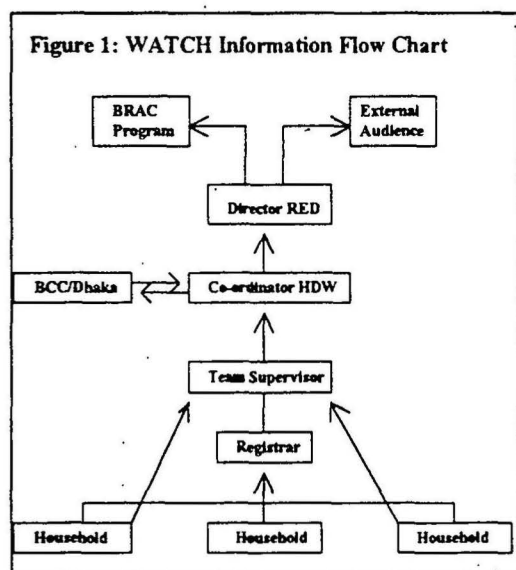 Figure 1: WATCH Information Flow Chart
BRAC
Program
External
Audience
Director RED
BCC/Dhaka
Co-ordinator HDW
Team Supervisor
Registrar
Household
Household
Household